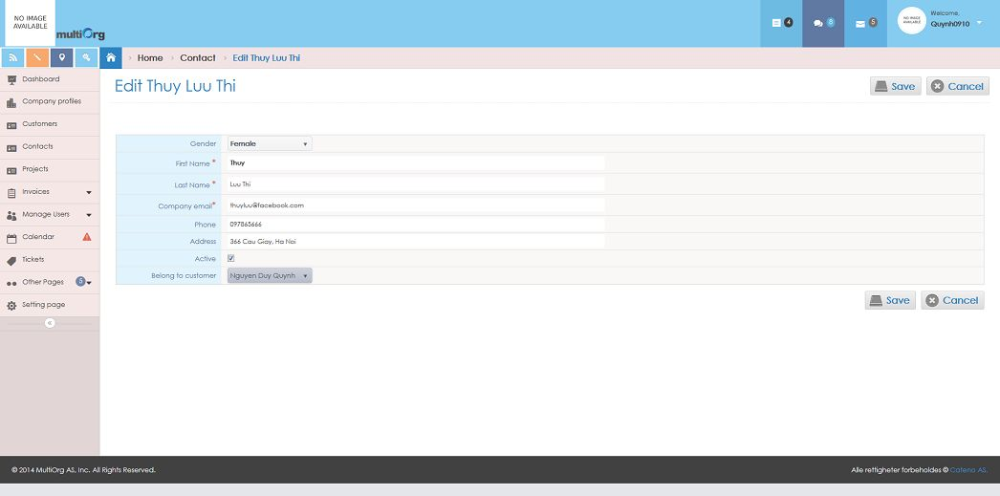 NO IMAGE
AVAILABLE
multiOrg
4
8
5
NO IMAGE
AVAILABLE
Welcome,
Quynh0910
Home
Contact
Edit Thuy Luu Thi
Dashboard
Company profiles
Customers
Contacts
Projects
Invoices
Manage Users
Calendar
Tickets
Other Pages 5
Setting page
Edit Thuy Luu Thi
Save
Cancel
Gender Female
First Name * Thuy
Last Name * Luu Thi
Company email* thuyluu@facebook.com
Phone 097865666
Address 366 Cau Giay, Ha Noi
Active
Belong to customer Nguyen Duy Quynh
Save
Cancel
© 2014 MultiOrg AS, Inc. All Rights Reserved.
Alle rettigheter forbeholdes © Catena AS.